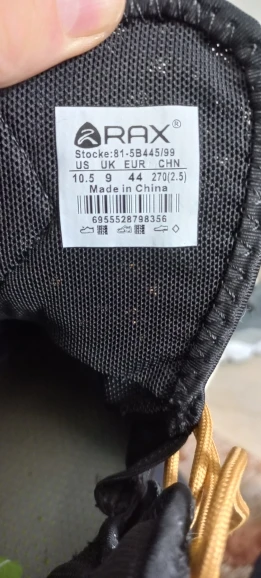 RAX®
Stocke:81-5B445/99
US UK EUR CHN
10.5 9 44 270(2.5)
Made in China
6955528798356